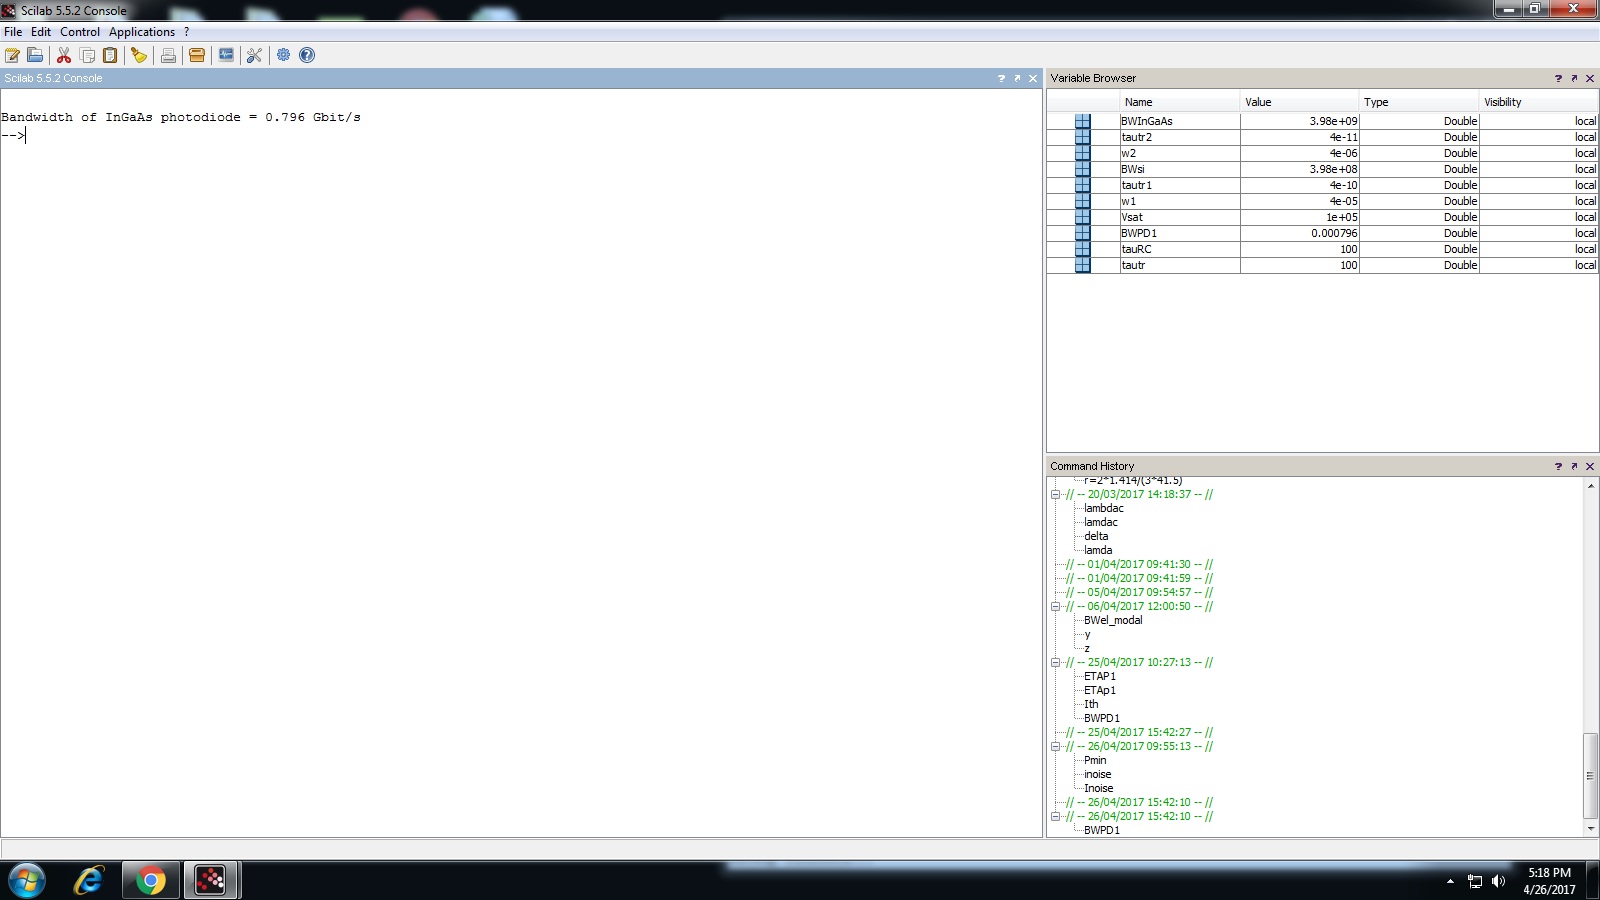 Scilab 5.5.2 Console
File Edit Control Applications ?
Scilab 5.5.2 Console
Bandwidth of InGaAs photodiode = 0.796 Gbit/s
-->
Variable Browser
Name Value Type Visibility
BWInGaAs 3.98e+09 Double local
tautr2 4e-11 Double local
w2 4e-06 Double local
BWsi 3.98e+08 Double local
tautr1 4e-10 Double local
w1 4e-05 Double local
Vsat 1e+05 Double local
BWPD1 0.000796 Double local
tauRC 100 Double local
tautr 100 Double local
Command History
r=2*1.414/(3*41.5)
// -- 20/03/2017 14:18:37 -- //
lambdac
lamdac
delta
lamda
// -- 01/04/2017 09:41:30 -- //
// -- 01/04/2017 09:41:59 -- //
// -- 05/04/2017 09:54:57 -- //
// -- 06/04/2017 12:00:50 -- //
BWel_modal
y
z
// -- 25/04/2017 10:27:13 -- //
ETAP1
ETAp1
Ith
BWPD1
// -- 25/04/2017 15:42:27 -- //
// -- 26/04/2017 09:55:13 -- //
Pmin
inoise
Inoise
// -- 26/04/2017 15:42:10 -- //
// -- 26/04/2017 15:42:10 -- //
BWPD1
5:18 PM
4/26/2017